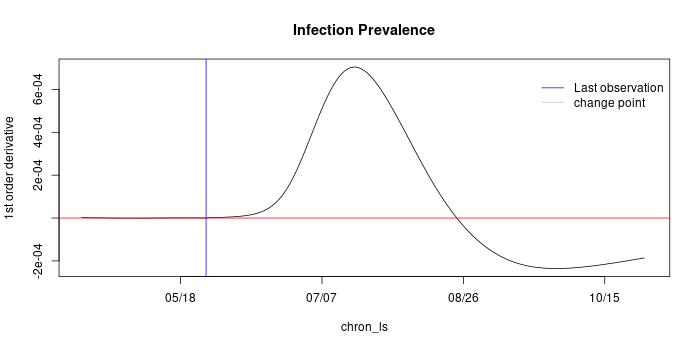 Infection Prevalence
1st order derivative
6e-04
4e-04
2e-04
-2e-04
Last observation
change point
05/18
07/07
08/26
10/15
chron_ls